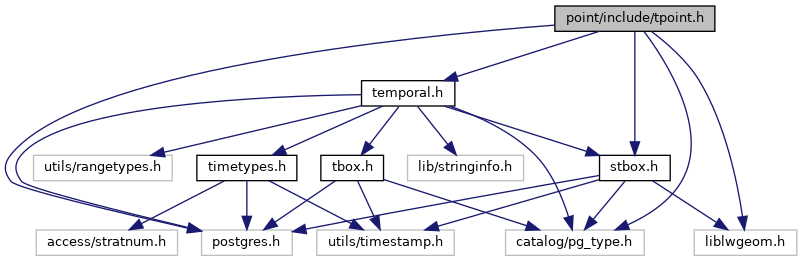 point/include/tpoint.h
temporal.h
utils/rangetypes.h
timetypes.h
tbox.h
lib/stringinfo.h
stbox.h
access/stratnum.h
postgres.h
utils/timestamp.h
catalog/pg_type.h
liblwgeom.h